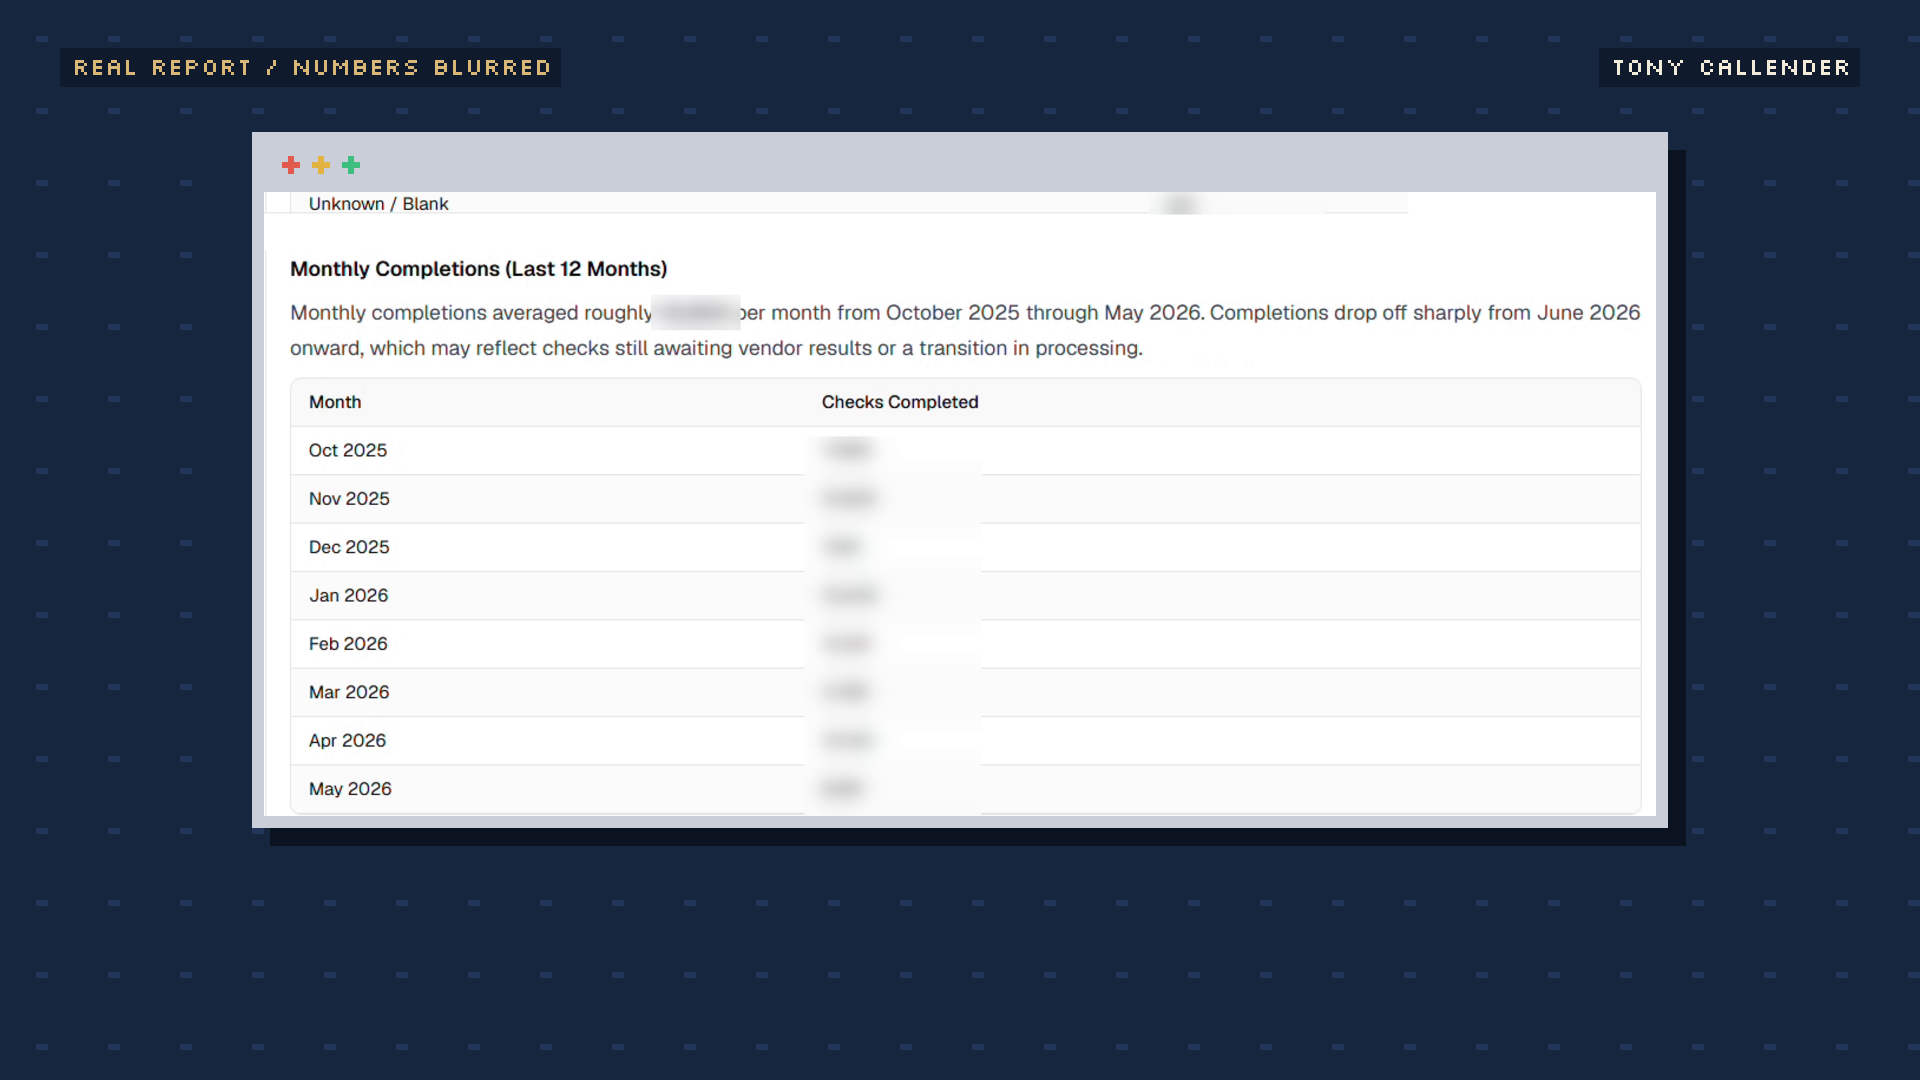 REAL REPORT / NUMBERS BLURRED
TONY CALLENDER
Unknown / Blank
Monthly Completions (Last 12 Months)
Monthly completions averaged roughly per month from October 2025 through May 2026. Completions drop off sharply from June 2026
onward, which may reflect checks still awaiting vendor results or a transition in processing.
Month Checks Completed
Oct 2025
Nov 2025
Dec 2025
Jan 2026
Feb 2026
Mar 2026
Apr 2026
May 2026